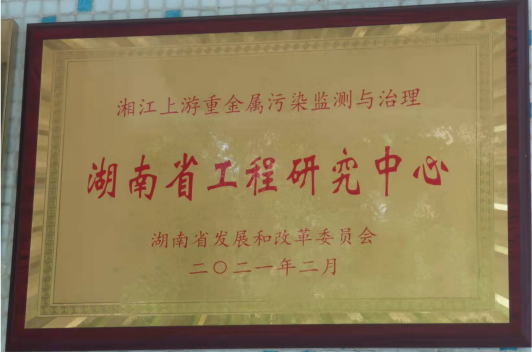 湘江上游重金属污染监测与治理
湖南省工程研究中心
湖南省发展和改革委员会
二〇二一年二月